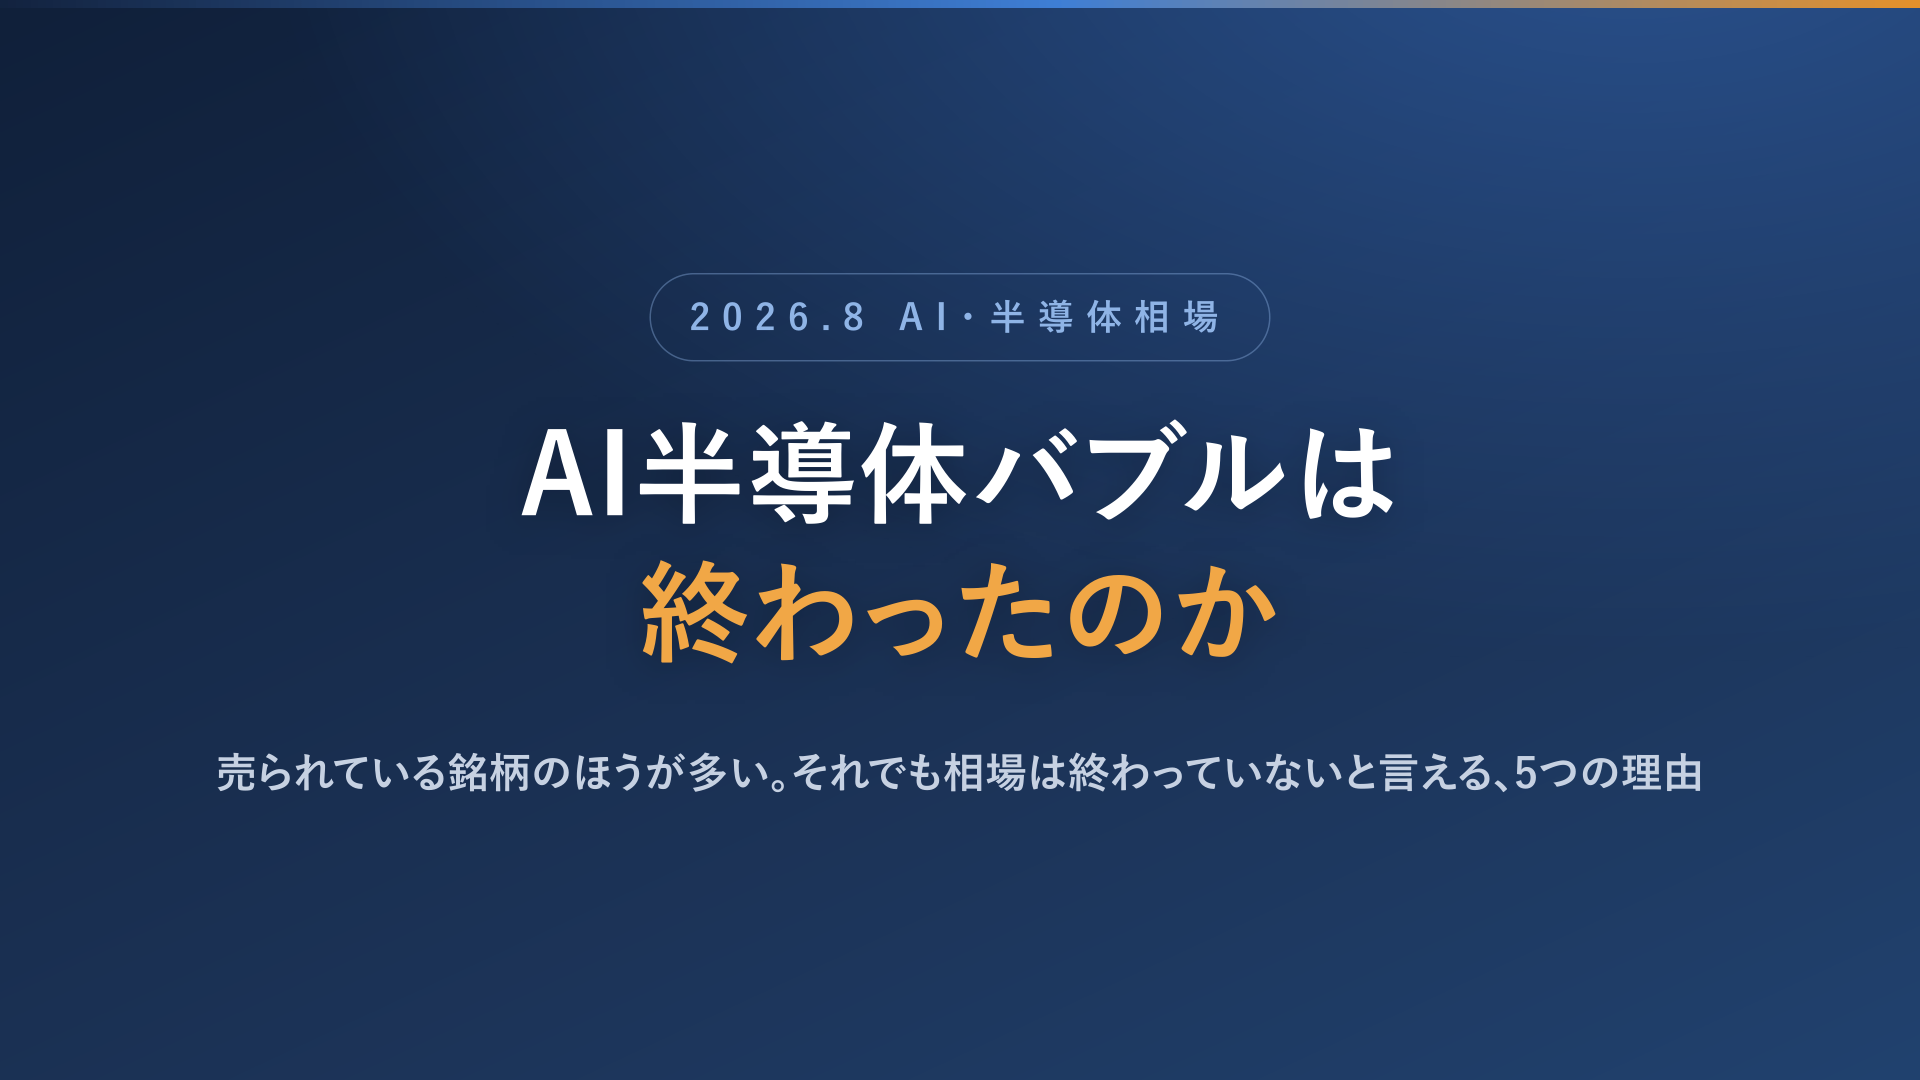 2026.8 AI・半導体相場
AI半導体バブルは
終わったのか
売られている銘柄のほうが多い。それでも相場は終わっていないと言える、5つの理由